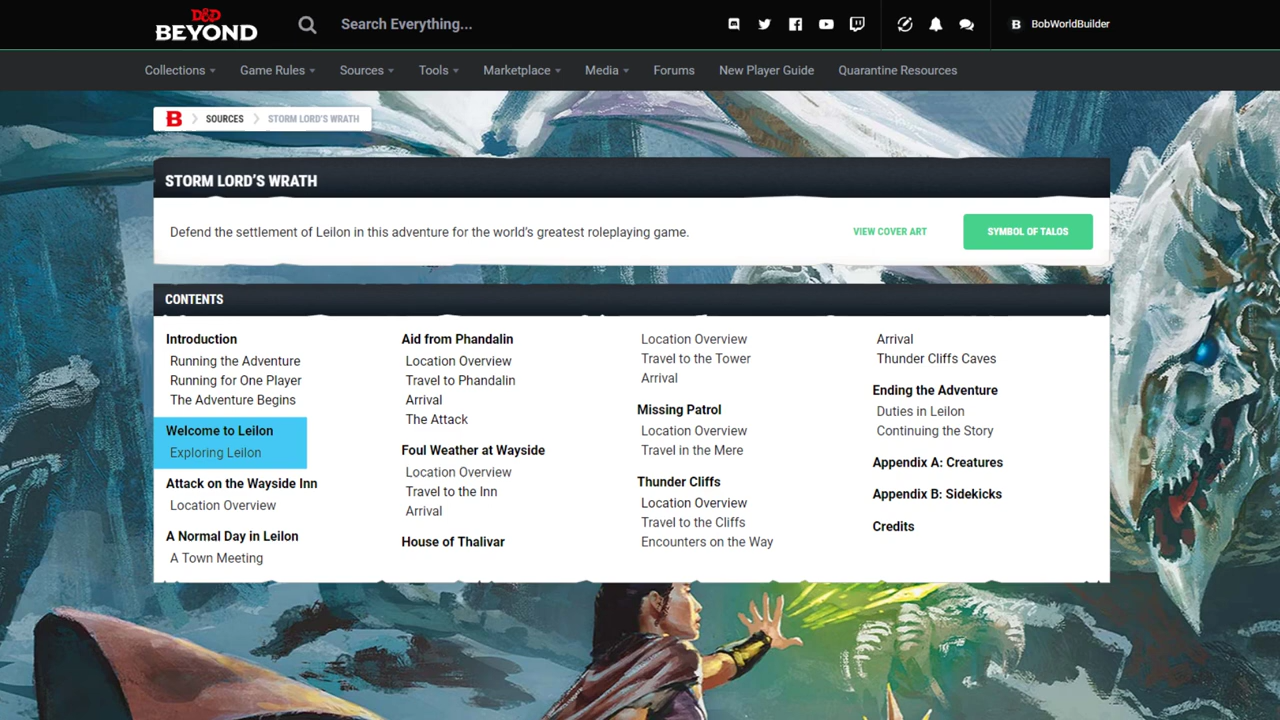 D&D
BEYOND
Search Everything...
B BobWorldBuilder
Collections Game Rules Sources Tools Marketplace Media Forums New Player Guide Quarantine Resources
B SOURCES STORM LORD'S WRATH
STORM LORD'S WRATH
Defend the settlement of Leilon in this adventure for the world's greatest roleplaying game.
VIEW COVER ART
SYMBOL OF TALOS
CONTENTS
Introduction
Running the Adventure
Running for One Player
The Adventure Begins
Welcome to Leilon
Exploring Leilon
Attack on the Wayside Inn
Location Overview
A Normal Day in Leilon
A Town Meeting
Aid from Phandalin
Location Overview
Travel to Phandalin
Arrival
The Attack
Foul Weather at Wayside
Location Overview
Travel to the Inn
Arrival
House of Thalivar
Location Overview
Travel to the Tower
Arrival
Missing Patrol
Location Overview
Travel in the Mere
Thunder Cliffs
Location Overview
Travel to the Cliffs
Encounters on the Way
Arrival
Thunder Cliffs Caves
Ending the Adventure
Duties in Leilon
Continuing the Story
Appendix A: Creatures
Appendix B: Sidekicks
Credits